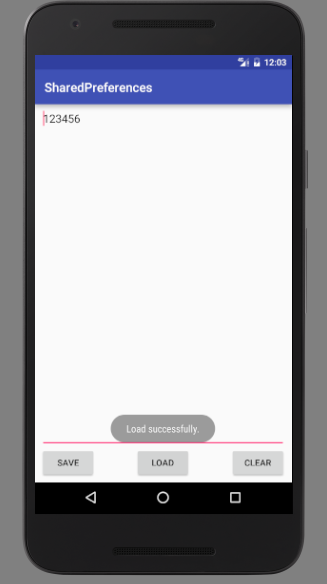 12:03
SharedPreferences
123456
Load successfully.
SAVE LOAD CLEAR